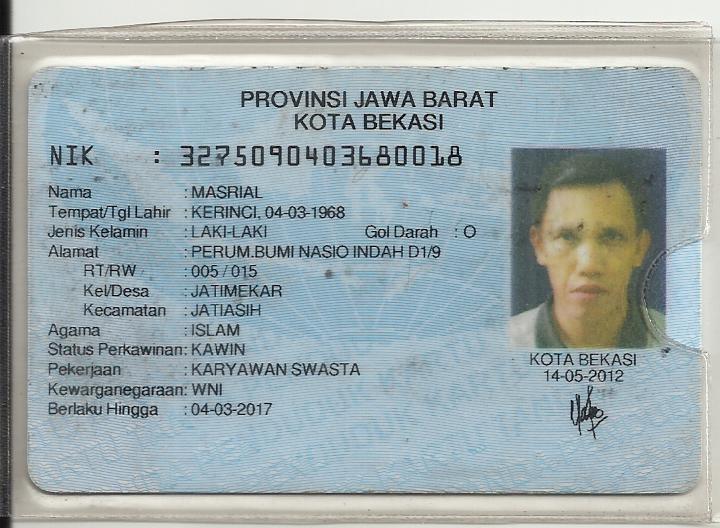 PROVINSI JAWA BARAT
KOTA BEKASI
NIK : 3275090403680018
Nama : MASRIAL
Tempat/Tgl Lahir : KERINCI, 04-03-1968
Jenis Kelamin : LAKI-LAKI Gol Darah : O
Alamat : PERUM.BUMI NASIO INDAH D1/9
RT/RW : 005 / 015
Kel/Desa : JATIMEKAR
Kecamatan : JATIASIH
Agama : ISLAM
Status Perkawinan: KAWIN
Pekerjaan : KARYAWAN SWASTA
Kewarganegaraan: WNI
Berlaku Hingga : 04-03-2017
KOTA BEKASI
14-05-2012